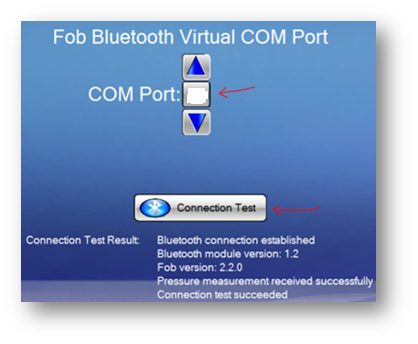 Fob Bluetooth Virtual COM Port
COM Port:
Connection Test
Connection Test Result: Bluetooth connection established
Bluetooth module version: 1.2
Fob version: 2.2.0
Pressure measurement received successfully
Connection test succeeded